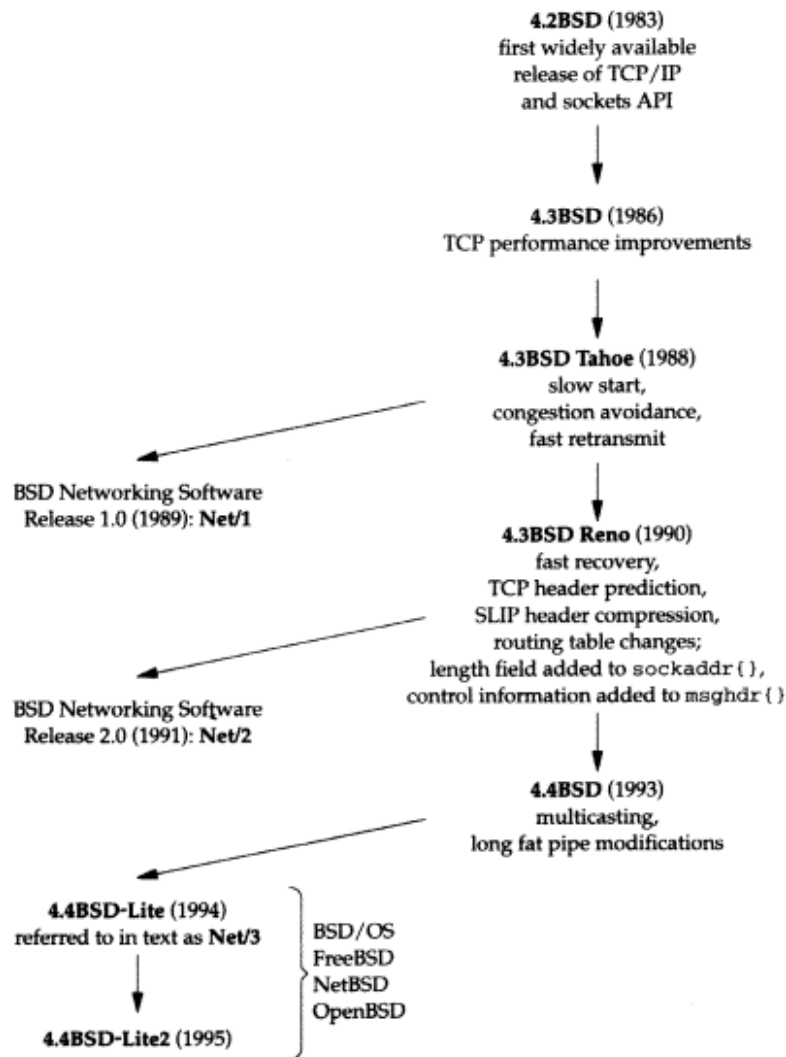 4.2BSD (1983)
first widely available
release of TCP/IP
and sockets API
4.3BSD (1986)
TCP performance improvements
4.3BSD Tahoe (1988)
slow start,
congestion avoidance,
fast retransmit
BSD Networking Software
Release 1.0 (1989): Net/1
4.3BSD Reno (1990)
fast recovery,
TCP header prediction,
SLIP header compression,
routing table changes;
length field added to sockaddr{},
control information added to msghdr{}
BSD Networking Software
Release 2.0 (1991): Net/2
4.4BSD (1993)
multicasting,
long fat pipe modifications
4.4BSD-Lite (1994)
referred to in text as Net/3
BSD/OS
FreeBSD
NetBSD
OpenBSD
4.4BSD-Lite2 (1995)